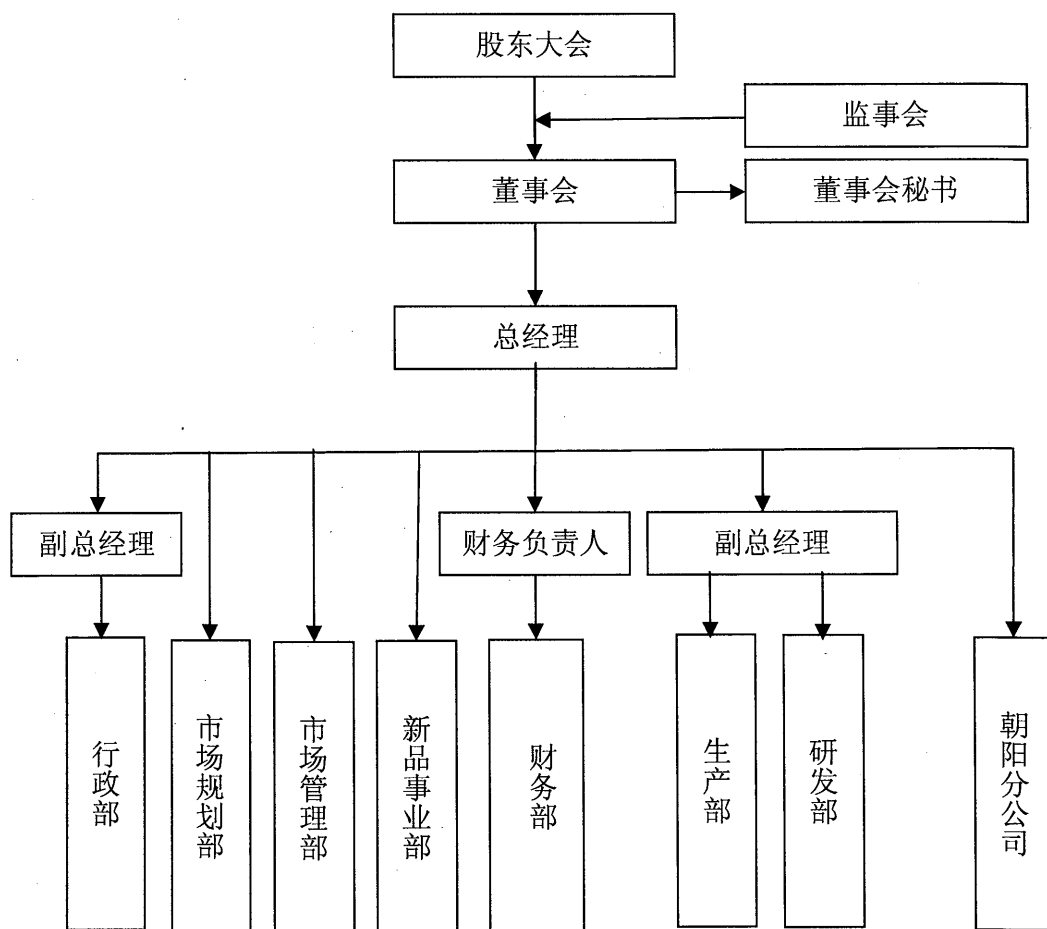 股东大会
监事会
董事会
董事会秘书
总经理
副总经理
财务负责人
副总经理
行政部
市场规划部
市场管理部
新品事业部
财务部
生产部
研发部
朝阳分公司